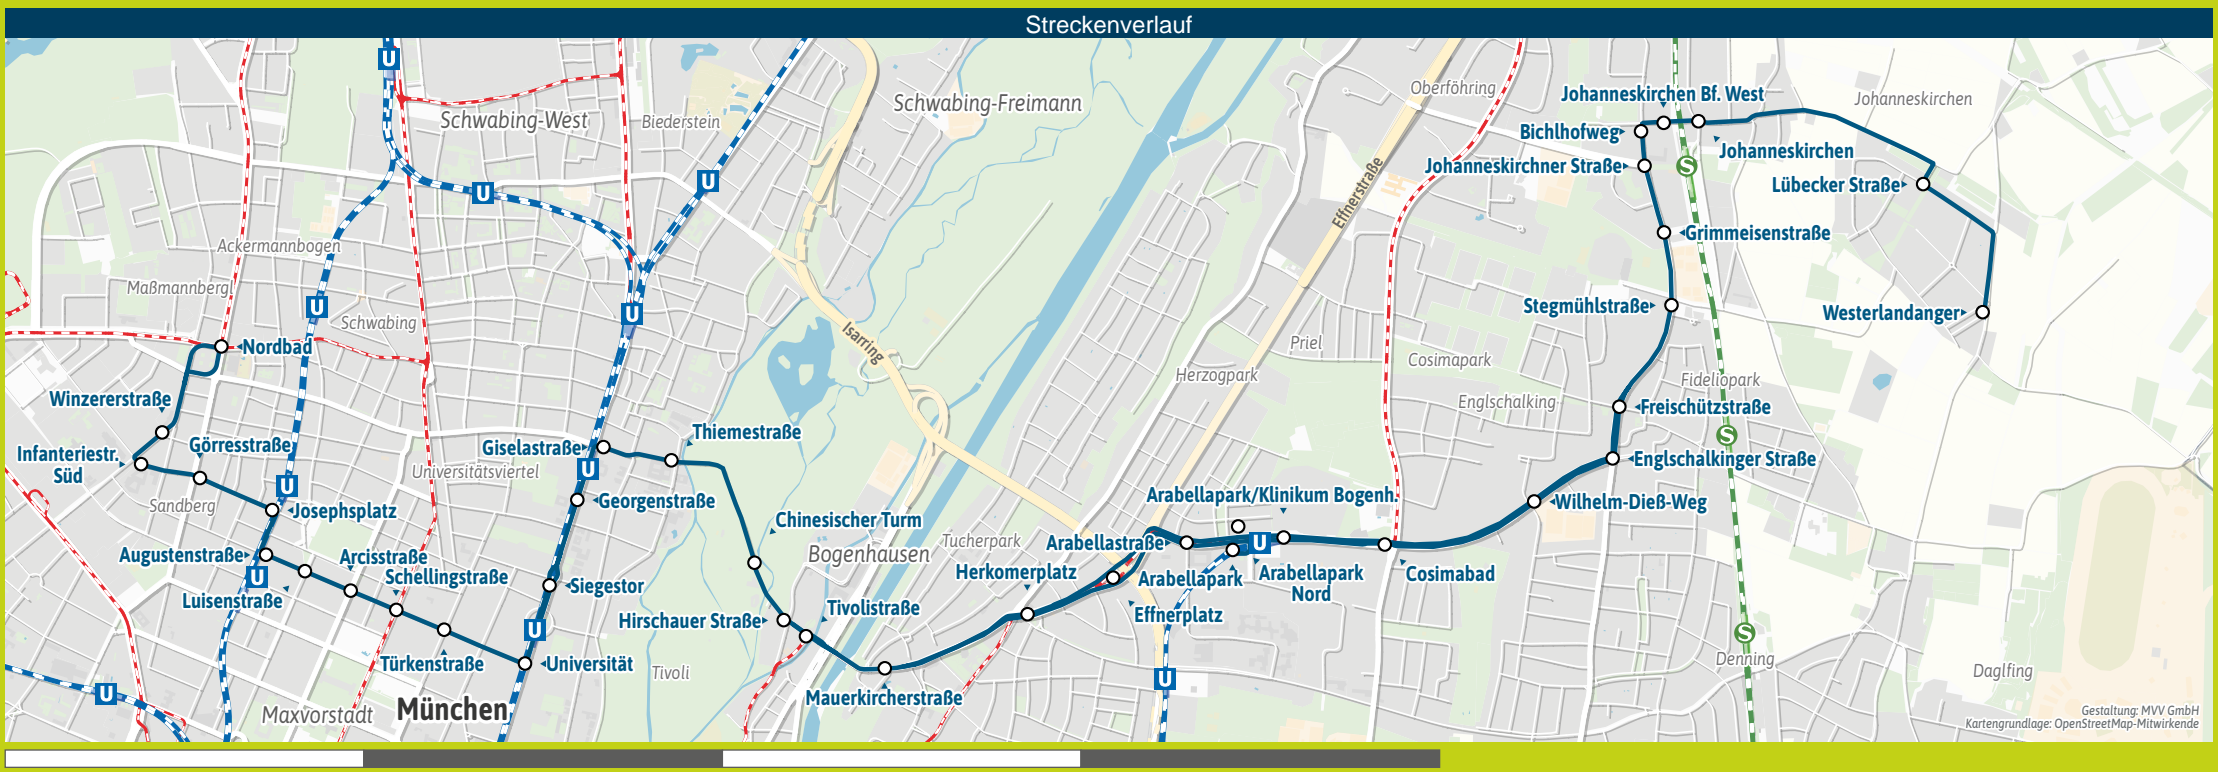 Streckenverlauf
U
Schwabing-West
Biederstein
Schwabing-Freimann
Oberföhring
Johanneskirchen Bf. West
Johanneskirchen
Bichlhofweg
Johanneskirchen
Johanneskirchner Straße
S
Lübecker Straße
U
U
Effnerstraße
Grimmeisenstraße
Ackermannbogen
Maßmannbergl
U
U
Schwabing
Stegmühlstraße
Westerlandanger
Isarring
Nordbad
Priel
Cosimapark
Herzogpark
Fideliopark
Winzererstraße
Englschalking
Freischützstraße
Thiemestraße
S
Görresstraße
Giselastraße
Infanteriestr.
Süd
Universitätsviertel
U
Englschalkinger Straße
U
Sandberg
Georgenstraße
Arabellapark/Klinikum Bogenh.
Wilhelm-Dieß-Weg
Josephsplatz
Chinesischer Turm
Bogenhausen
Tucherpark
Arabellastraße
U
Augustenstraße
Arcisstraße
U
Schellingstraße
Siegestor
Herkomerplatz
Arabellapark
Arabellapark
Nord
Cosimabad
Luisenstraße
Tivolistraße
Hirschauer Straße
Effnerplatz
U
S
Türkenstraße
Universität
Tivoli
Denning
Daglfing
U
U
Mauerkircherstraße
Maxvorstadt
München
Gestaltung: MVV GmbH
Kartengrundlage: OpenStreetMap-Mitwirkende